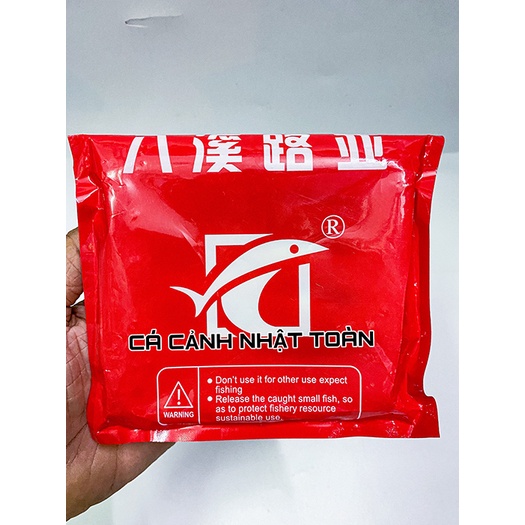 八溪路亚
®
CÁ CẢNH NHẬT TOÀN
WARNING
• Don't use it for other use expect
fishing
• Release the caught small fish, so
as to protect fishery resource
sustainable use.